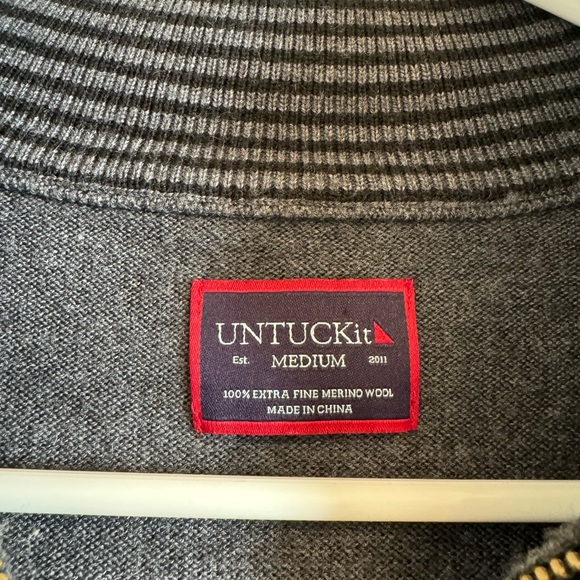 UNTUCKit
Est. MEDIUM 2011
100% EXTRA FINE MERINO WOOL
MADE IN CHINA